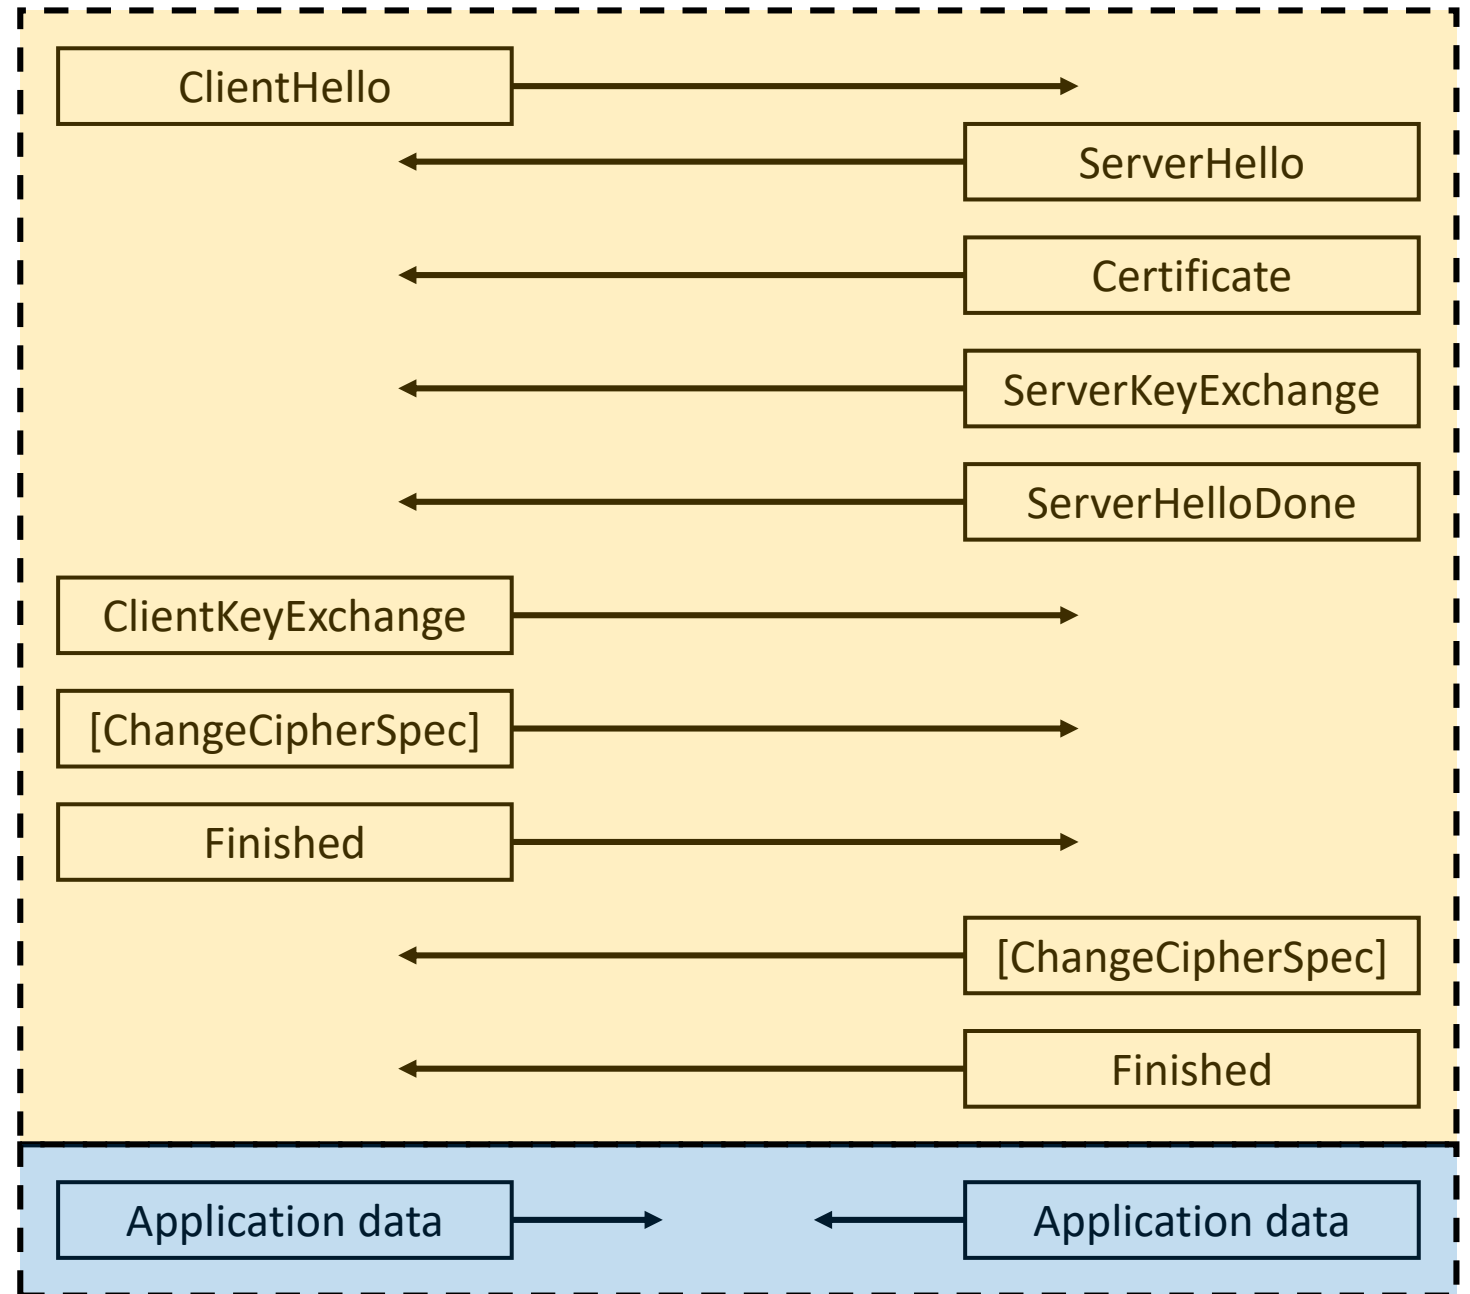 ClientHello
ServerHello
Certificate
ServerKeyExchange
ServerHelloDone
ClientKeyExchange
[ChangeCipherSpec]
Finished
[ChangeCipherSpec]
Finished
Application data
Application data